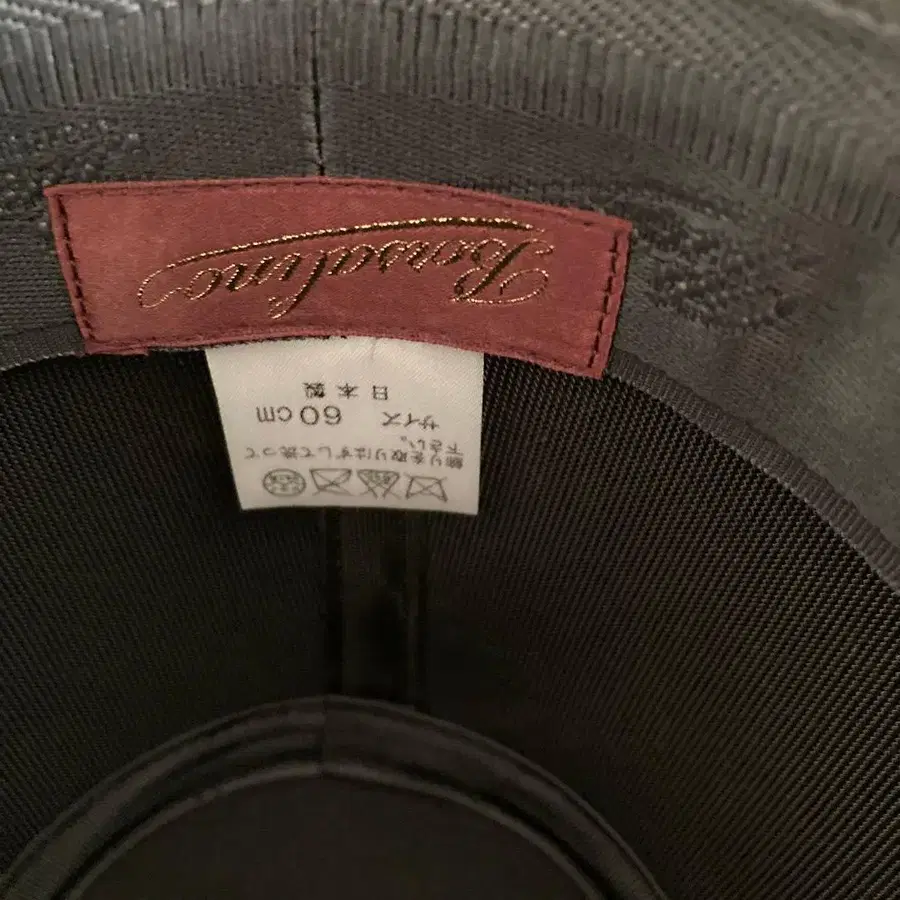 Borsalino
飾りを取りはずして洗って
下さい。
サイズ 60cm
日本製